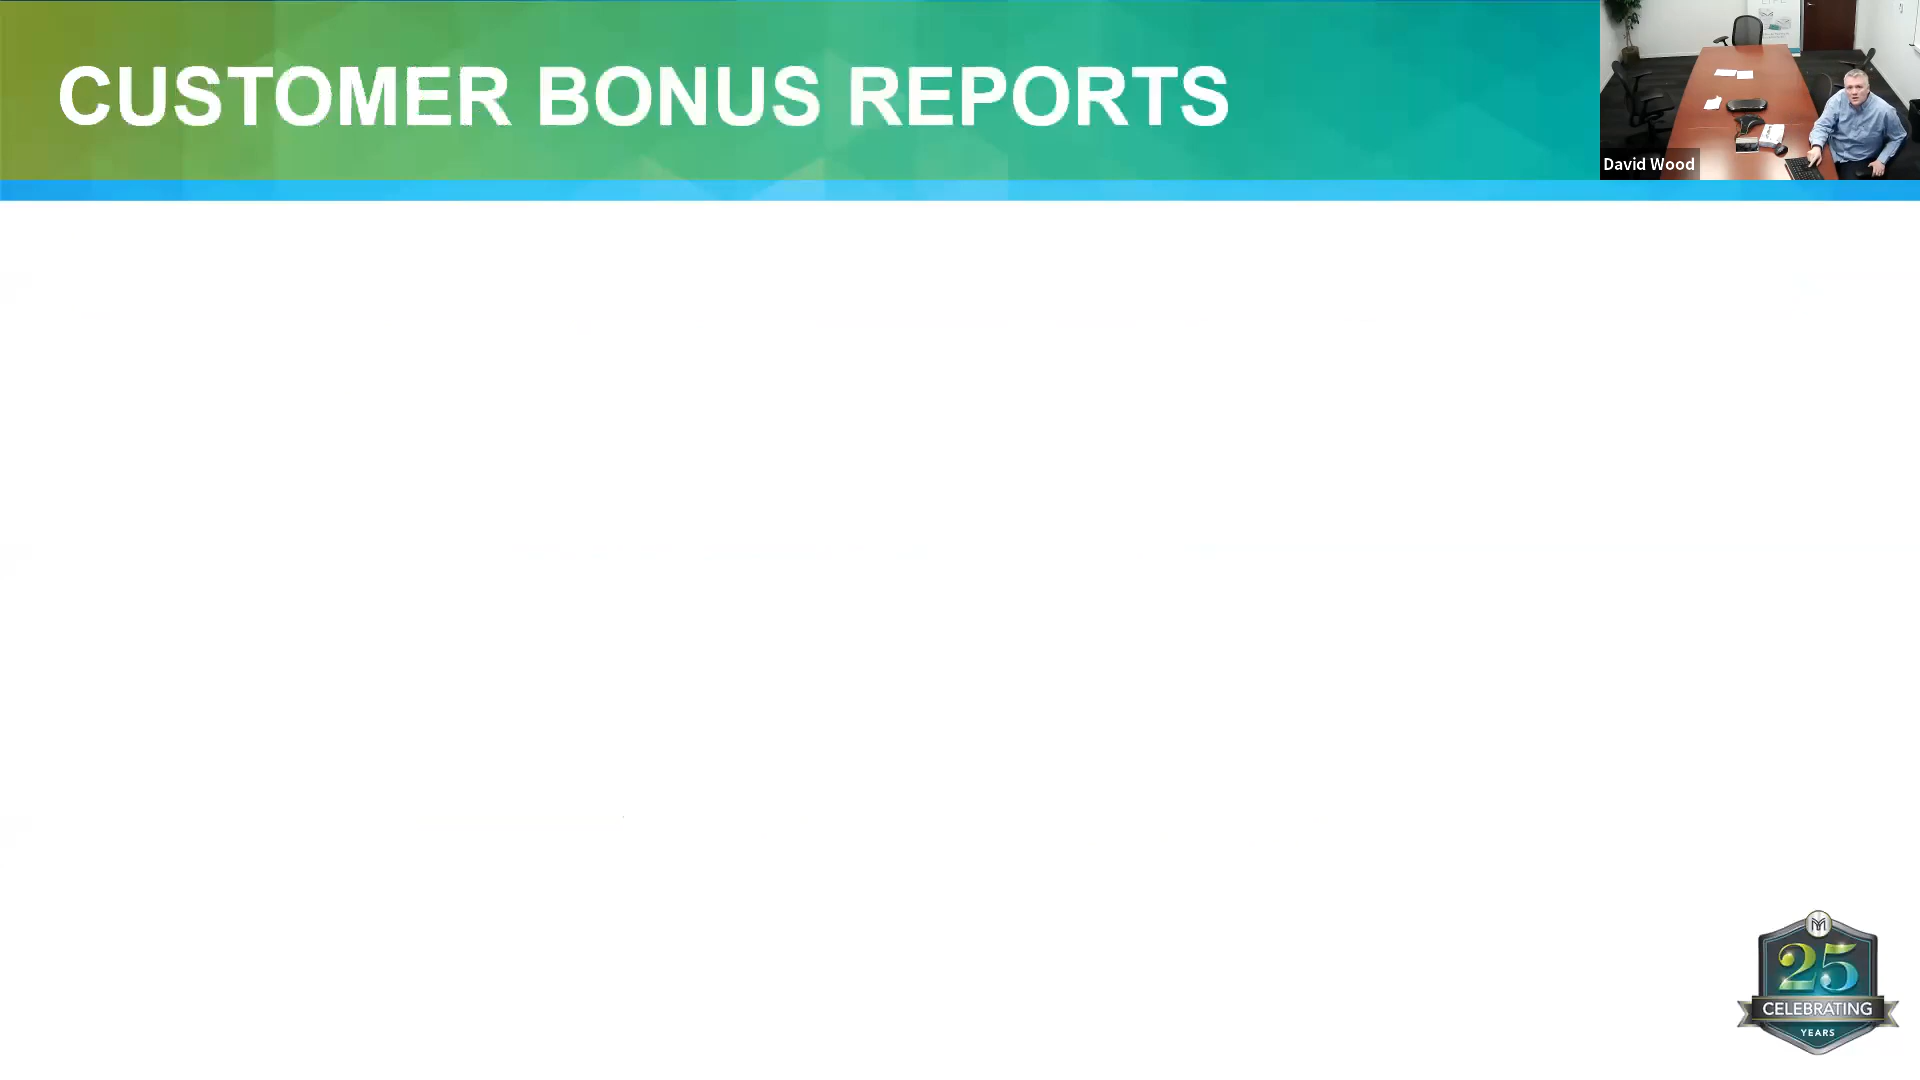 CUSTOMER BONUS REPORTS
David Wood
25
CELEBRATING
YEARS